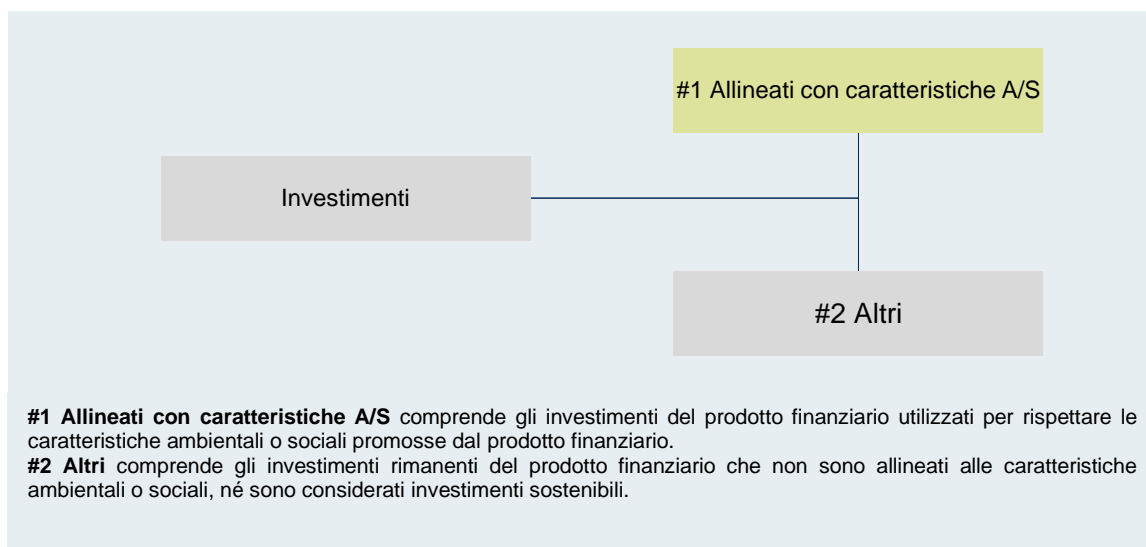 #1 Allineati con caratteristiche A/S
Investimenti
#2 Altri
#1 Allineati con caratteristiche A/S comprende gli investimenti del prodotto finanziario utilizzati per rispettare le
caratteristiche ambientali o sociali promosse dal prodotto finanziario.
#2 Altri comprende gli investimenti rimanenti del prodotto finanziario che non sono allineati alle caratteristiche
ambientali o sociali, né sono considerati investimenti sostenibili.